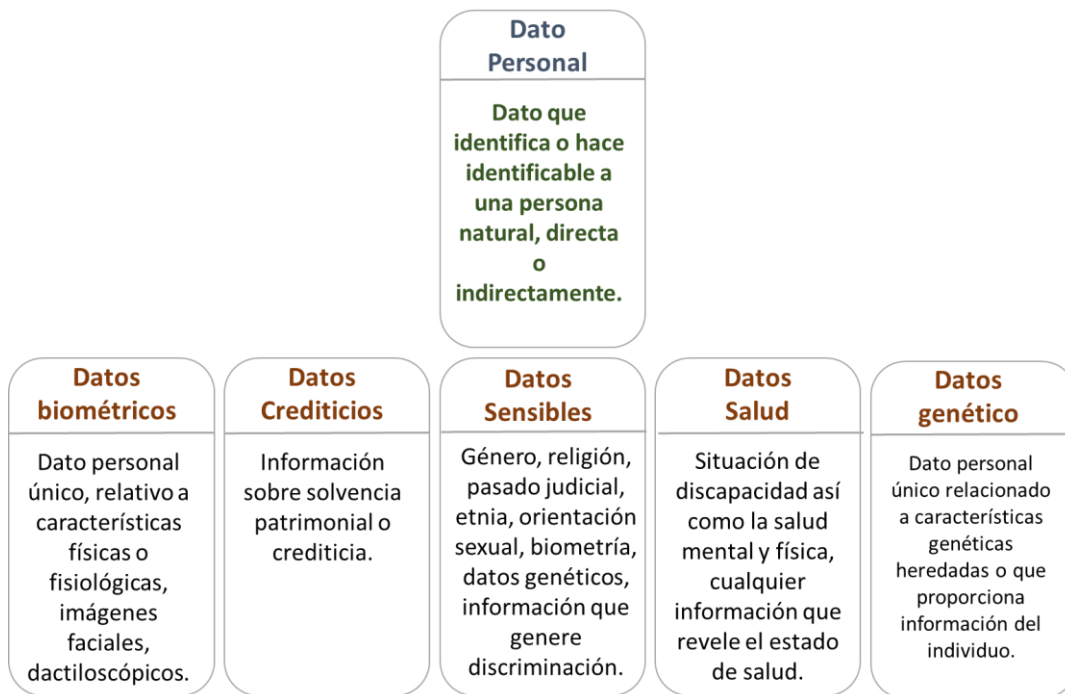 Dato
Personal
Dato que
identifica o hace
identificable a
una persona
natural, directa
o
indirectamente.
Datos
biométricos
Dato personal
único, relativo a
características
físicas o
fisiológicas,
imágenes
faciales,
dactiloscópicos.
Datos
Crediticios
Información
sobre solvencia
patrimonial o
crediticia.
Datos
Sensibles
Género, religión,
pasado judicial,
etnia, orientación
sexual, biometría,
datos genéticos,
información que
genere
discriminación.
Datos
Salud
Situación de
discapacidad así
como la salud
mental y física,
cualquier
información que
revele el estado
de salud.
Datos
genético
Dato personal
único relacionado
a características
genéticas
heredadas o que
proporciona
información del
individuo.